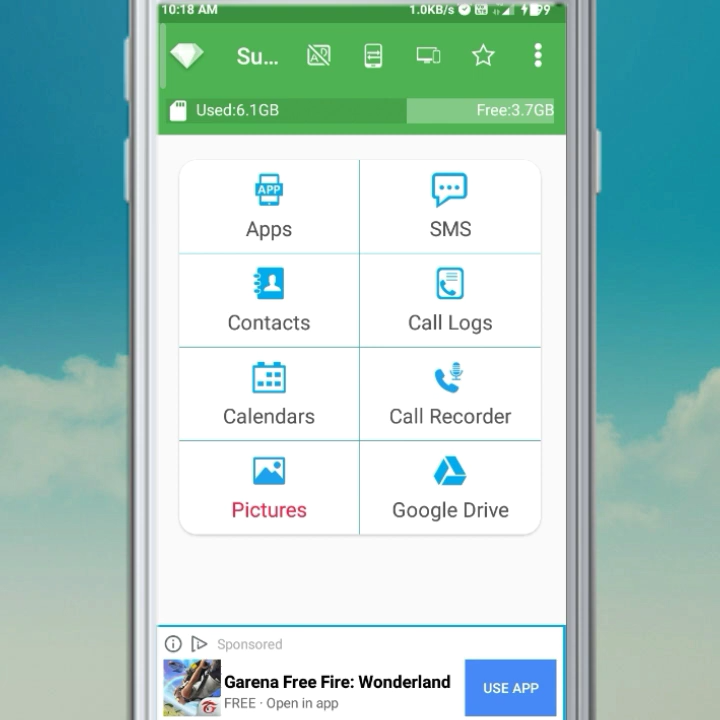 10:18 AM
1.0KB/s
99
Su...
Used:6.1GB
Free:3.7GB
APP
Apps
SMS
Contacts
Call Logs
Calendars
Call Recorder
Pictures
Google Drive
Sponsored
Garena Free Fire: Wonderland
FREE · Open in app
USE APP